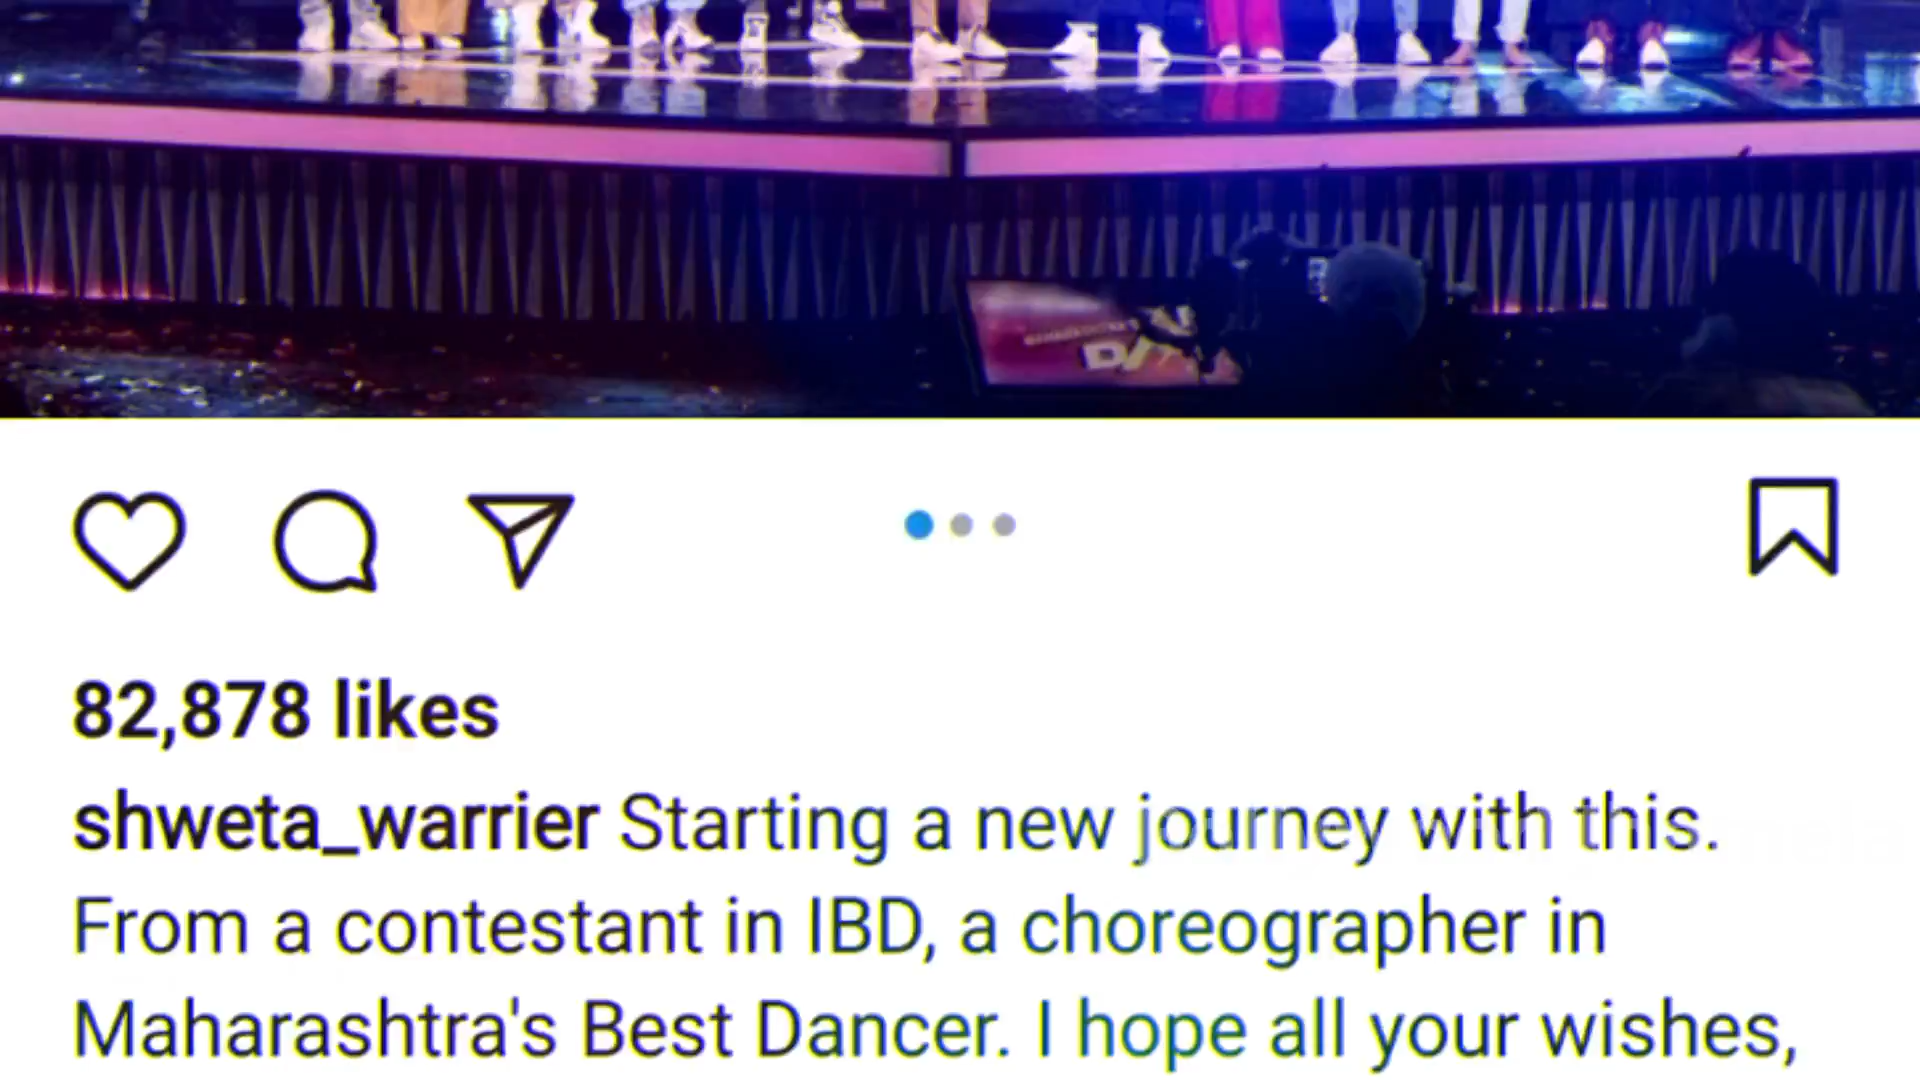 82,878 likes
shweta_warrier Starting a new journey with this.
From a contestant in IBD, a choreographer in
Maharashtra's Best Dancer. I hope all your wishes,